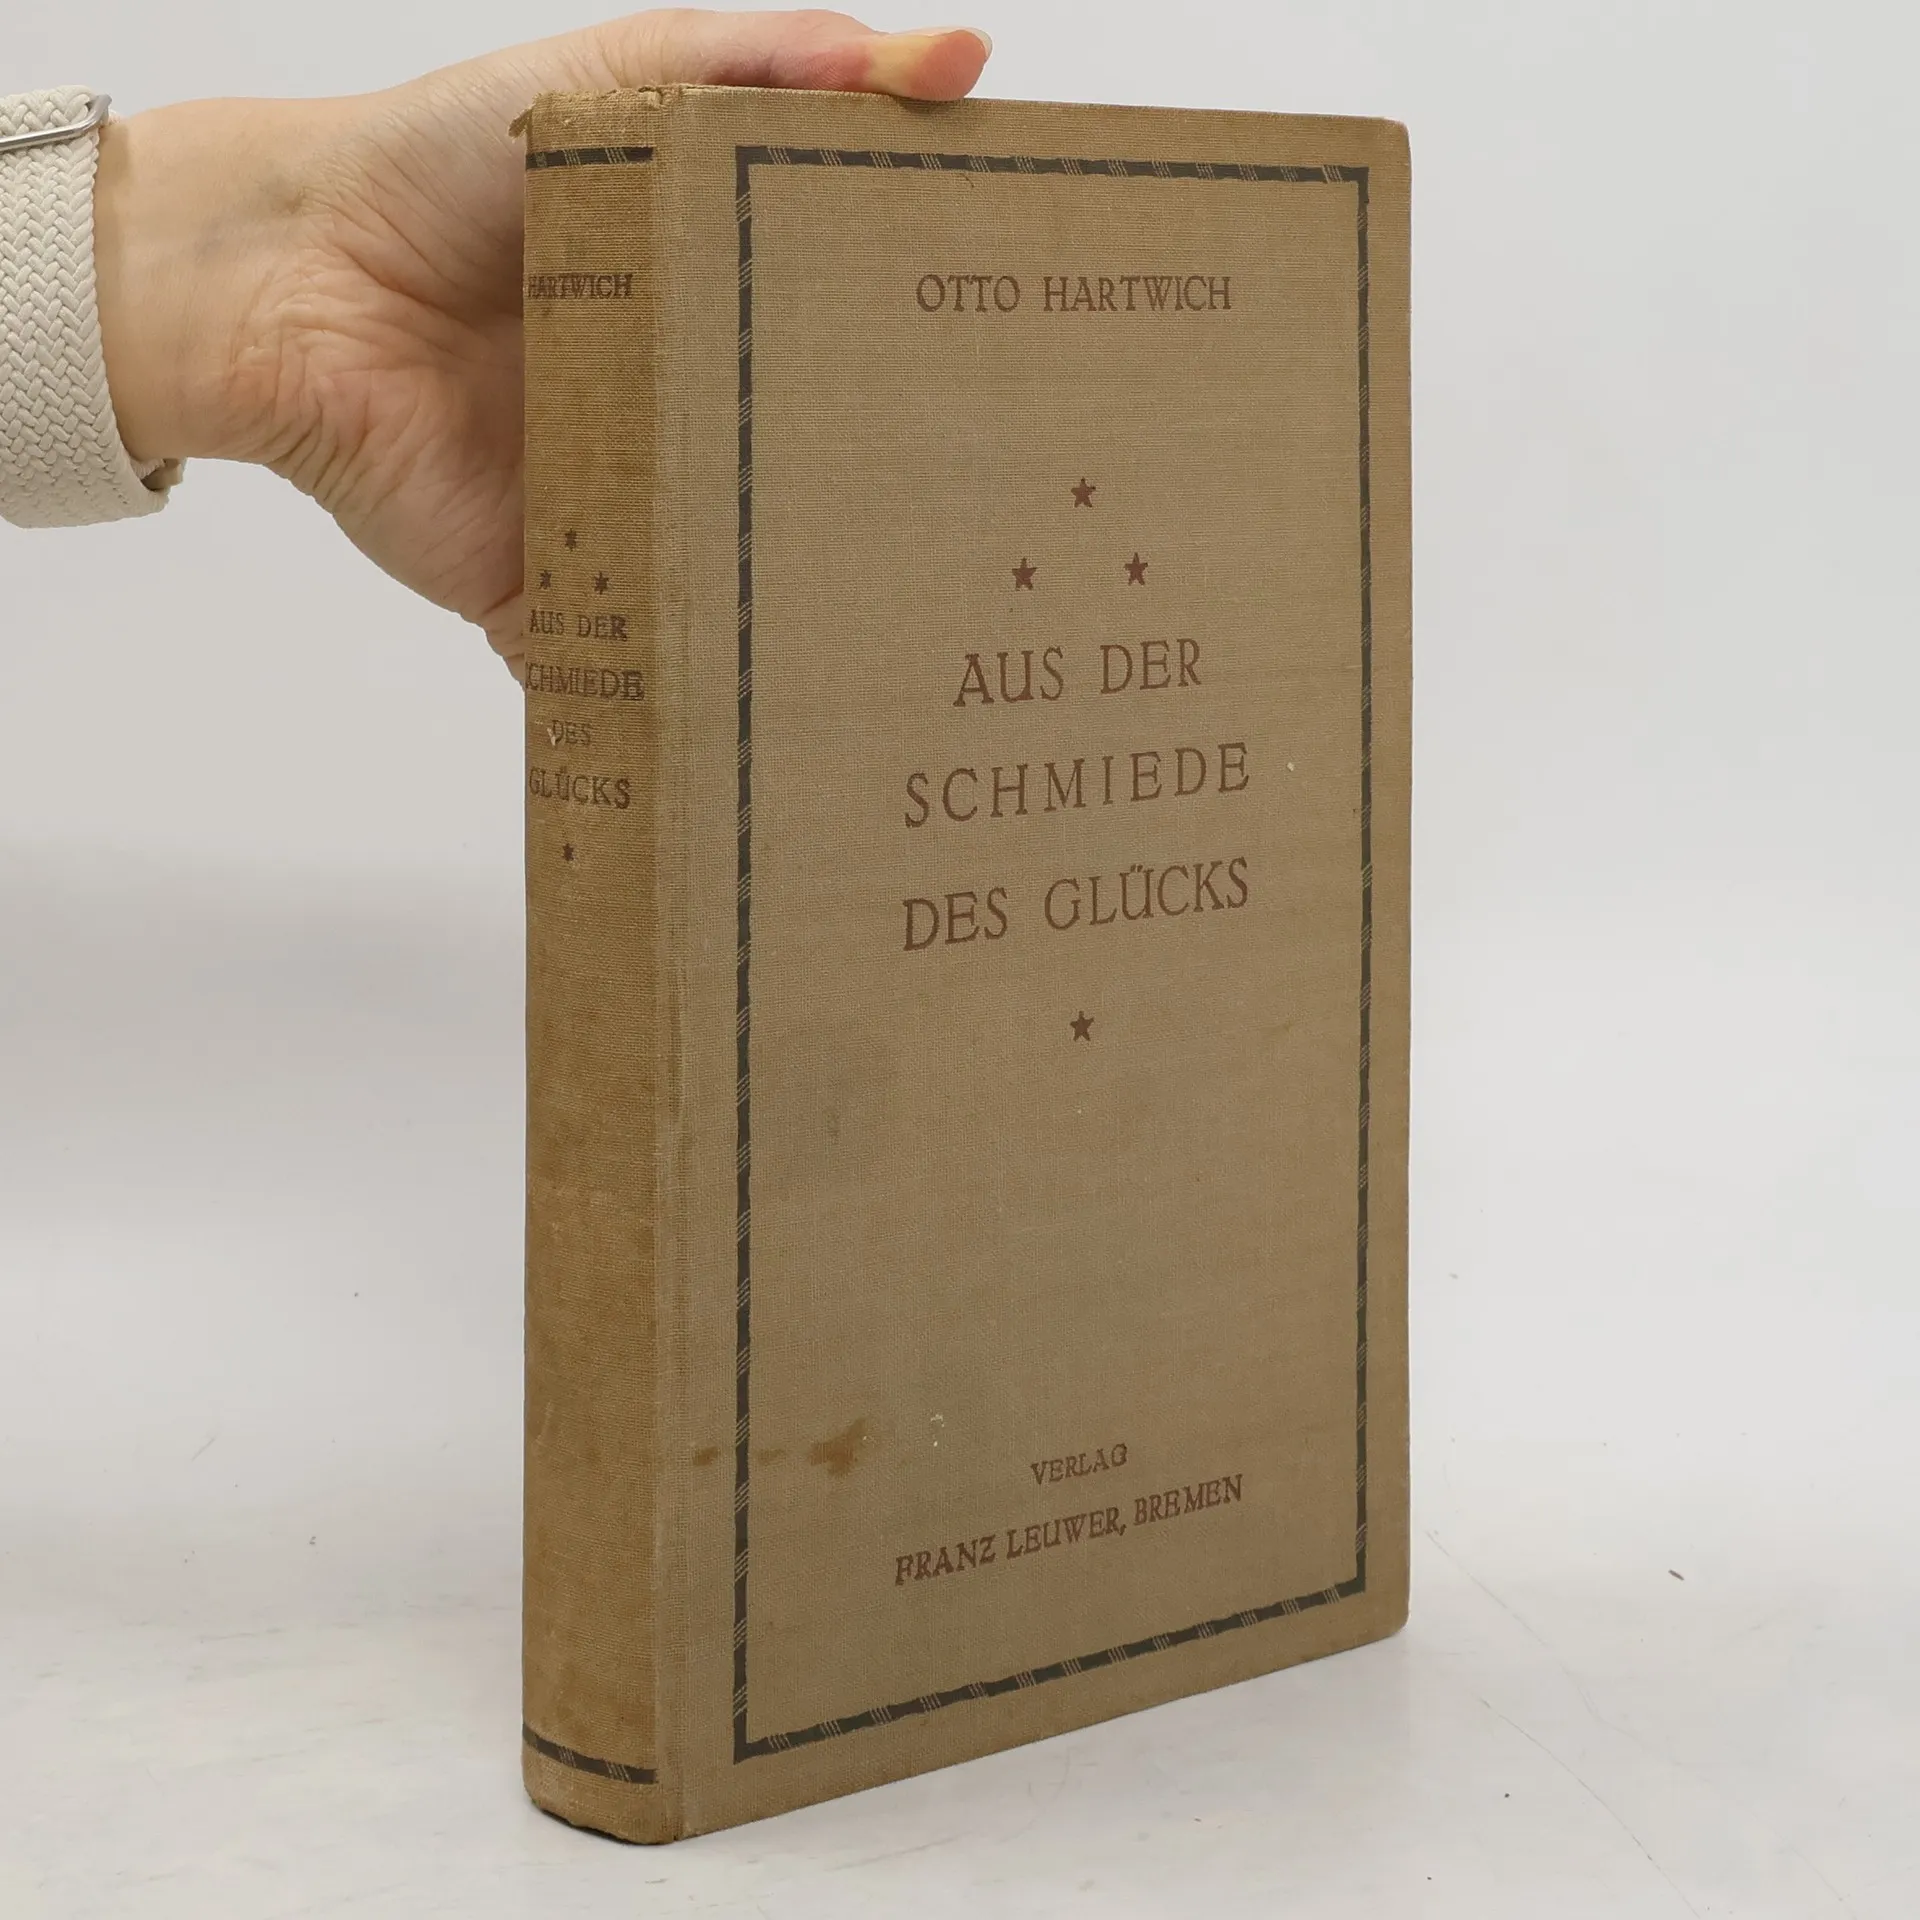 HARTWICH
AUS DER
SCHMIEDE
DES
GLÜCKS
OTTO HARTWICH
AUS DER
SCHMIEDE
DES GLÜCKS
VERLAG
FRANZ LEUWER, BREMEN